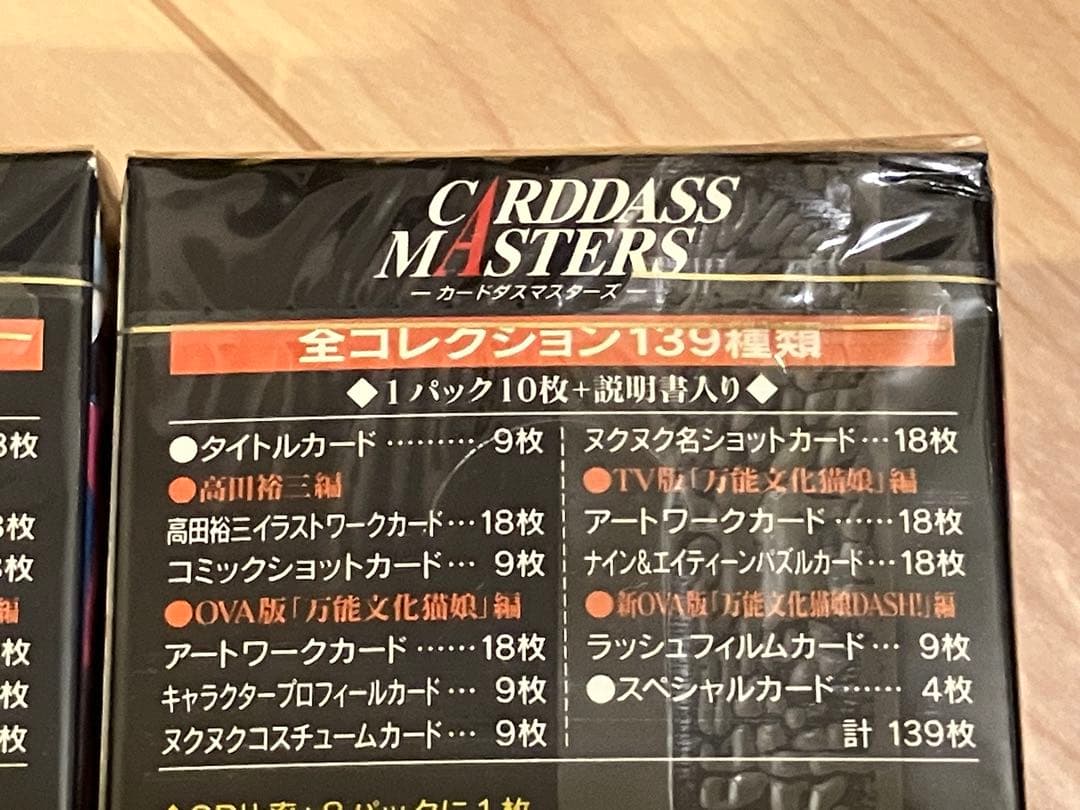 CARDDASS
MASTERS
― カードダスマスターズ ―
全コレクション139種類
◆1パック10枚+説明書入り◆
●タイトルカード………9枚
●高田裕三編
高田裕三イラストワークカード…18枚
コミックショットカード… 9枚
●OVA版「万能文化猫娘」編
アートワークカード ……18枚
キャラクタープロフィールカード… 9枚
ヌクヌクコスチュームカード… 9枚
ヌクヌク名ショットカード…18枚
●TV版「万能文化猫娘」編
アートワークカード ……18枚
ナイン&エイティーンパズルカード…18枚
●新OVA版「万能文化猫娘DASH!」編
ラッシュフィルムカード… 9枚
●スペシャルカード…… 4枚
計 139枚
枚
枚
枚
編
枚
枚
枚